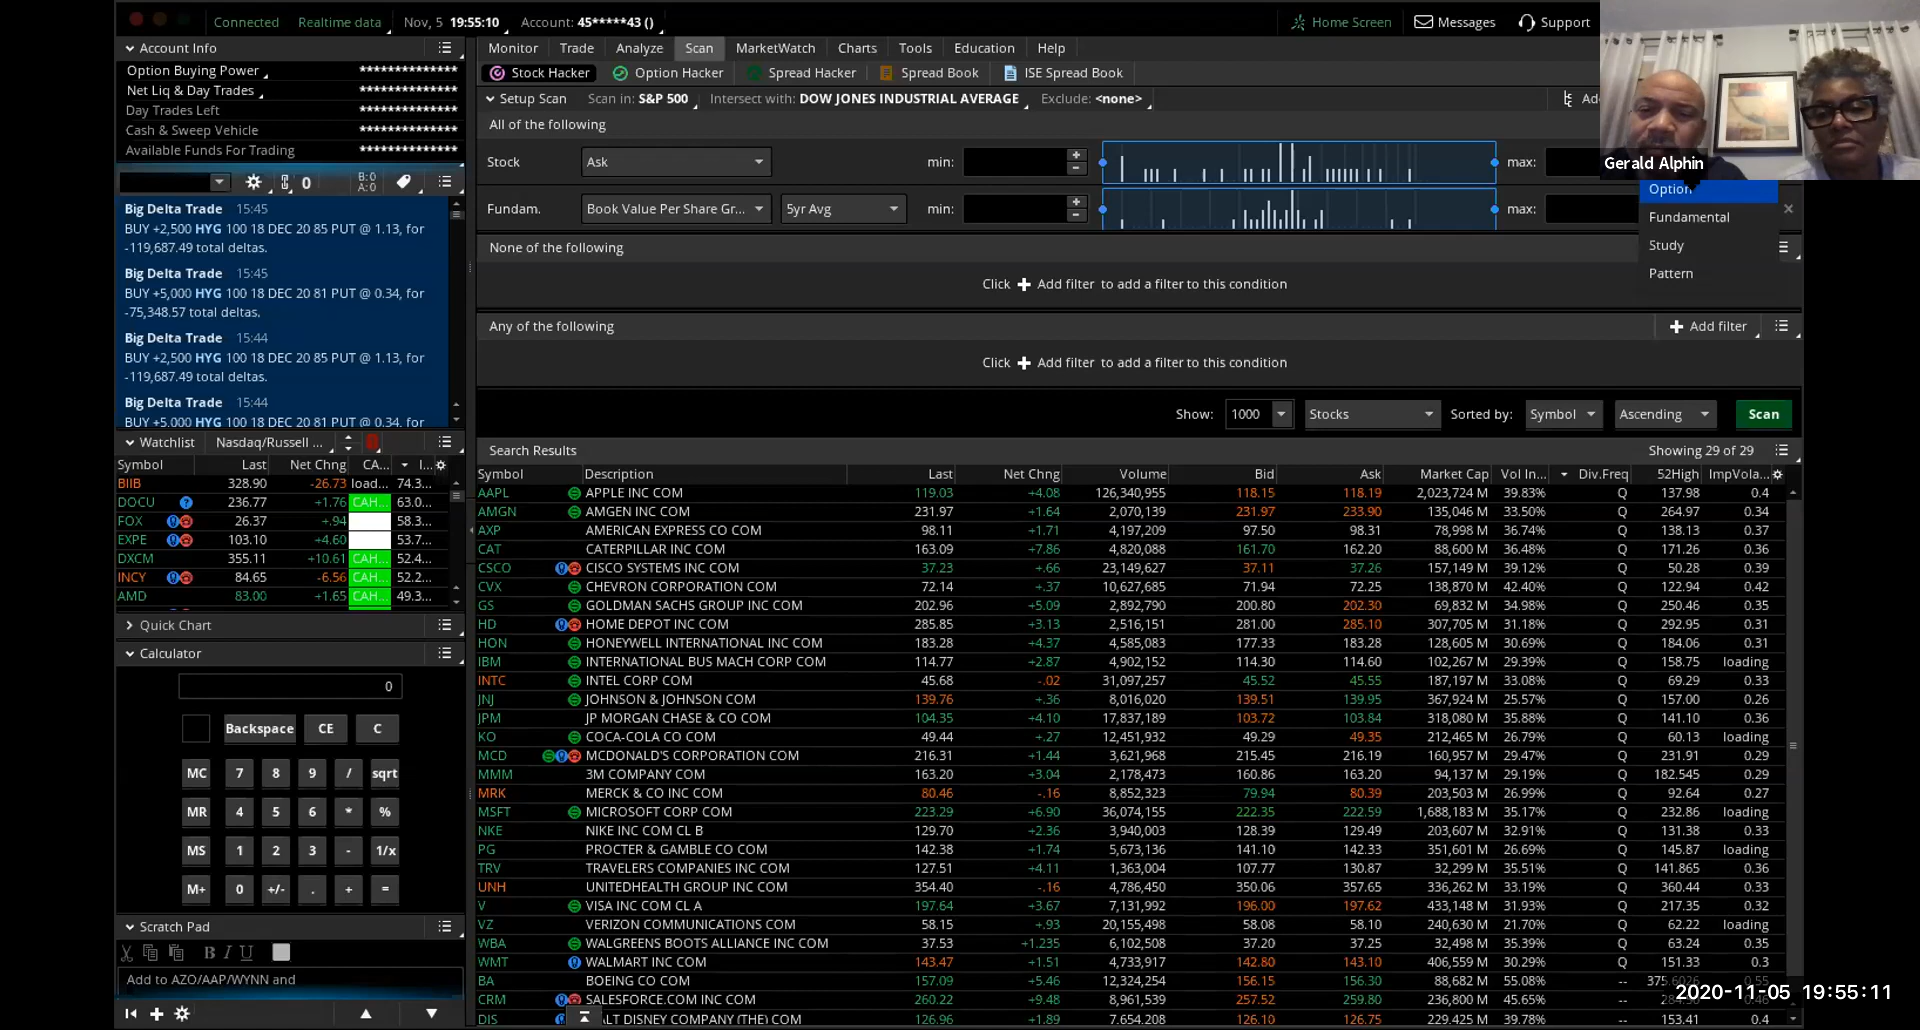 Connected Realtime data Nov, 5 19:55:10 Account: 45*****43 () Home Screen Messages Support
Account Info
Option Buying Power **************
Net Liq & Day Trades **************
Day Trades Left **************
Cash & Sweep Vehicle **************
Available Funds For Trading **************
0 B:0 A:0
Big Delta Trade 15:45
BUY +2,500 HYG 100 18 DEC 20 85 PUT @ 1.13, for
-119,687.49 total deltas.
Big Delta Trade 15:45
BUY +5,000 HYG 100 18 DEC 20 81 PUT @ 0.34, for
-75,348.57 total deltas.
Big Delta Trade 15:44
BUY +2,500 HYG 100 18 DEC 20 85 PUT @ 1.13, for
-119,687.49 total deltas.
Big Delta Trade 15:44
BUY +5,000 HYG 100 18 DEC 20 81 PUT @ 0.34, for
Watchlist Nasdaq/Russell ...
Symbol Last Net Chng CA... I...
BIIB 328.90 -26.73 load... 74.3...
DOCU 236.77 +1.76 CAH... 63.0...
FOX 26.37 +.94 58.3...
EXPE 103.10 +4.60 53.7...
DXCM 355.11 +10.61 CAH... 52.4...
INCY 84.65 -6.56 CAH... 52.2...
AMD 83.00 +1.65 CAH... 49.3...
Quick Chart
Calculator
0
Backspace CE C
MC 7 8 9 / sqrt
MR 4 5 6 * %
MS 1 2 3 - 1/x
M+ 0 +/- . + =
Scratch Pad
B I U
Add to AZO/AAP/WYNN and
Monitor Trade Analyze Scan MarketWatch Charts Tools Education Help
Stock Hacker Option Hacker Spread Hacker Spread Book ISE Spread Book
Setup Scan Scan in: S&P 500 Intersect with: DOW JONES INDUSTRIAL AVERAGE Exclude: <none>
All of the following
Stock Ask min: max:
Fundam. Book Value Per Share Gr... 5yr Avg min: max:
Gerald Alphin
Option
Fundamental
Study
Pattern
None of the following
Click + Add filter to add a filter to this condition
Any of the following + Add filter
Click + Add filter to add a filter to this condition
Show: 1000 Stocks Sorted by: Symbol Ascending Scan
Search Results Showing 29 of 29
Symbol Description Last Net Chng Volume Bid Ask Market Cap Vol In... Div.Freq 52High ImpVola...
AAPL APPLE INC COM 119.03 +4.08 126,340,955 118.15 118.19 2,023,724 M 39.83% Q 137.98 0.4
AMGN AMGEN INC COM 231.97 +1.64 2,070,139 231.97 233.90 135,046 M 33.50% Q 264.97 0.34
AXP AMERICAN EXPRESS CO COM 98.11 +1.71 4,197,209 97.50 98.31 78,998 M 36.74% Q 138.13 0.37
CAT CATERPILLAR INC COM 163.09 +7.86 4,820,088 161.70 162.20 88,600 M 36.48% Q 171.26 0.36
CSCO CISCO SYSTEMS INC COM 37.23 +.66 23,149,627 37.11 37.26 157,149 M 39.12% Q 50.28 0.39
CVX CHEVRON CORPORATION COM 72.14 +.37 10,627,685 71.94 72.25 138,870 M 42.40% Q 122.94 0.42
GS GOLDMAN SACHS GROUP INC COM 202.96 +5.09 2,892,790 200.80 202.30 69,832 M 34.98% Q 250.46 0.35
HD HOME DEPOT INC COM 285.85 +3.13 2,516,151 281.00 285.10 307,705 M 31.18% Q 292.95 0.31
HON HONEYWELL INTERNATIONAL INC COM 183.28 +4.37 4,585,083 177.33 183.28 128,605 M 30.69% Q 184.06 0.31
IBM INTERNATIONAL BUS MACH CORP COM 114.77 +2.87 4,902,152 114.30 114.60 102,267 M 29.39% Q 158.75 loading
INTC INTEL CORP COM 45.68 -.02 31,097,257 45.52 45.55 187,197 M 33.08% Q 69.29 0.33
JNJ JOHNSON & JOHNSON COM 139.76 +.36 8,016,020 139.51 139.95 367,924 M 25.57% Q 157.00 0.26
JPM JP MORGAN CHASE & CO COM 104.35 +4.10 17,837,189 103.72 103.84 318,080 M 35.88% Q 141.10 0.36
KO COCA-COLA CO COM 49.44 +.27 12,451,932 49.29 49.35 212,465 M 26.79% Q 60.13 loading
MCD MCDONALD'S CORPORATION COM 216.31 +1.44 3,621,968 215.45 216.19 160,957 M 29.47% Q 231.91 0.29
MMM 3M COMPANY COM 163.20 +3.04 2,178,473 160.86 163.20 94,137 M 29.19% Q 182.545 0.29
MRK MERCK & CO INC COM 80.46 -.16 8,852,323 79.94 80.39 203,503 M 26.99% Q 92.64 0.27
MSFT MICROSOFT CORP COM 223.29 +6.90 36,074,155 222.35 222.59 1,688,183 M 35.17% Q 232.86 loading
NKE NIKE INC COM CL B 129.70 +2.36 3,940,003 128.39 129.49 203,607 M 32.91% Q 131.38 0.33
PG PROCTER & GAMBLE CO COM 142.38 +1.74 5,673,136 141.10 142.33 351,601 M 26.69% Q 145.87 loading
TRV TRAVELERS COMPANIES INC COM 127.51 +4.11 1,363,004 107.77 130.87 32,299 M 35.51% Q 141.865 0.36
UNH UNITEDHEALTH GROUP INC COM 354.40 -.16 4,786,450 350.06 357.65 336,262 M 33.19% Q 360.44 0.33
V VISA INC COM CL A 197.64 +3.67 7,131,992 196.00 197.62 433,148 M 31.93% Q 217.35 0.32
VZ VERIZON COMMUNICATIONS COM 58.15 +.93 20,155,498 58.08 58.10 240,630 M 21.70% Q 62.22 loading
WBA WALGREENS BOOTS ALLIANCE INC COM 37.53 +1.235 6,102,508 37.20 37.25 32,498 M 35.39% Q 63.24 0.35
WMT WALMART INC COM 143.47 +1.51 4,733,917 142.80 143.10 406,559 M 30.29% Q 151.33 0.3
BA BOEING CO COM 157.09 +5.46 12,324,254 156.15 156.30 88,682 M 55.08% -- 0.55
CRM SALESFORCE.COM INC COM 260.22 +9.48 8,961,539 257.52 259.80 236,800 M 45.65% --
DIS ALT DISNEY COMPANY (THE) COM 126.96 +1.89 7,654,208 126.10 126.75 229,425 M 39.78% -- 153.41 0.4
2020-11-05 19:55:11